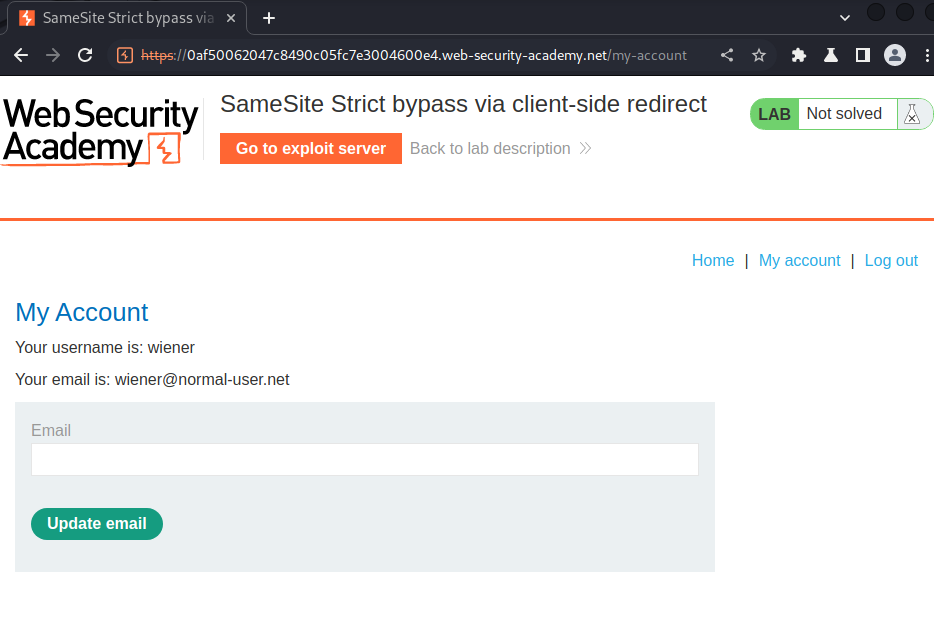 SameSite Strict bypass via
https://0af50062047c8490c05fc7e3004600e4.web-security-academy.net/my-account
Web Security
Academy
SameSite Strict bypass via client-side redirect
Go to exploit server
Back to lab description
LAB
Not solved
Home | My account | Log out
My Account
Your username is: wiener
Your email is: wiener@normal-user.net
Email
Update email